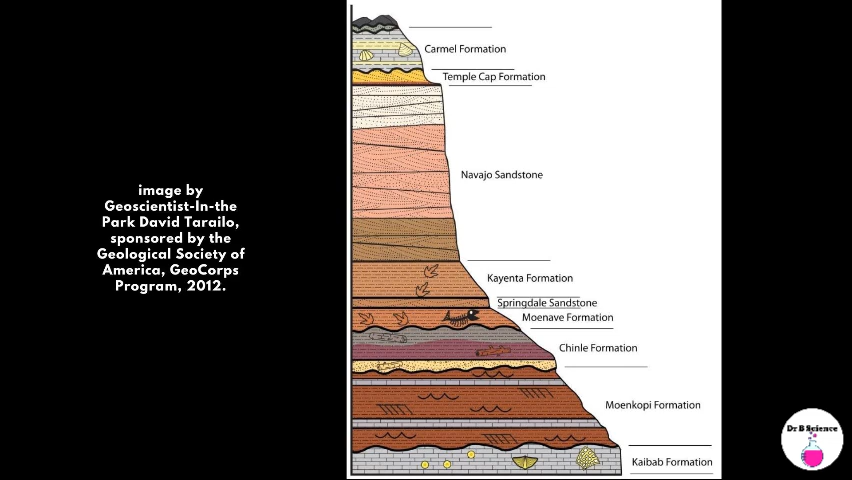 image by
Geoscientist-In-the
Park David Tarailo,
sponsored by the
Geological Society of
America, GeoCorps
Program, 2012.
Carmel Formation
Temple Cap Formation
Navajo Sandstone
Kayenta Formation
Springdale Sandstone
Moenave Formation
Chinle Formation
Moenkopi Formation
Kaibab Formation
Dr B Science